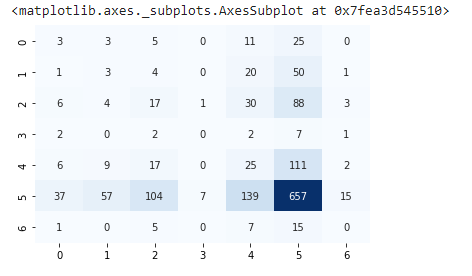 <matplotlib.axes._subplots.AxesSubplot at 0x7fea3d545510>
0 3 3 5 0 11 25 0
1 1 3 4 0 20 50 1
2 6 4 17 1 30 88 3
3 2 0 2 0 2 7 1
4 6 9 17 0 25 111 2
5 37 57 104 7 139 657 15
6 1 0 5 0 7 15 0
0 1 2 3 4 5 6